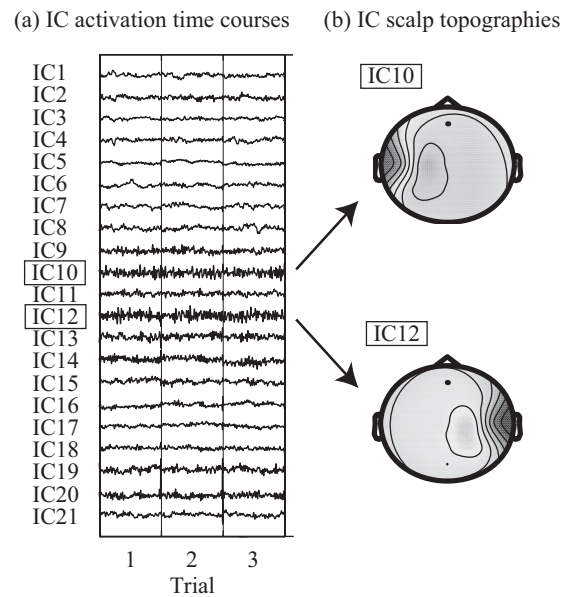 (a) IC activation time courses
(b) IC scalp topographies
IC1
IC2
IC3
IC4
IC5
IC6
IC7
IC8
IC9
IC10
IC11
IC12
IC13
IC14
IC15
IC16
IC17
IC18
IC19
IC20
IC21
1 2 3
Trial
IC10
IC12